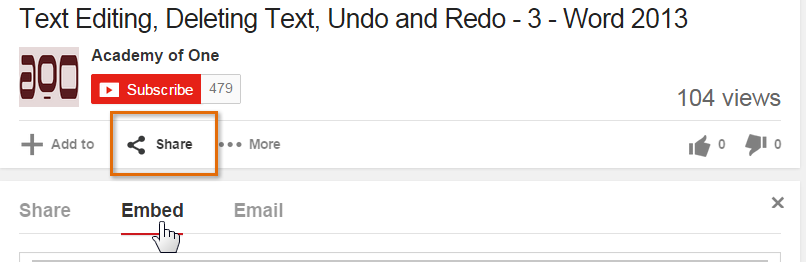 Text Editing, Deleting Text, Undo and Redo - 3 - Word 2013
aoo
Academy of One
Subscribe 479
104 views
Add to Share More 0 0
Share Embed Email